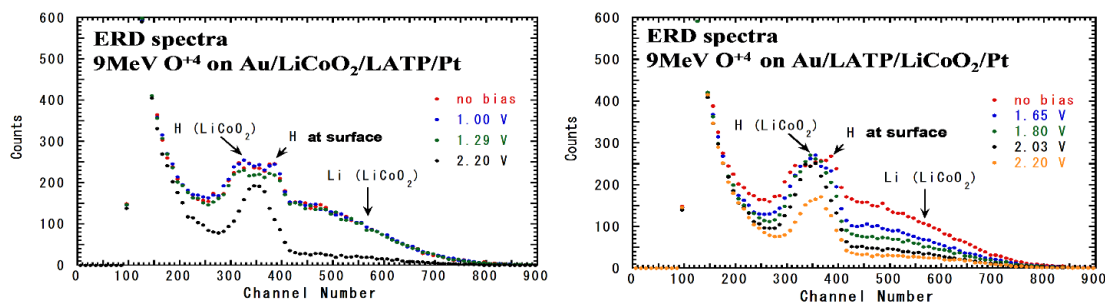 600
500
400
300
200
100
0
Counts
ERD spectra
9MeV O+4 on Au/LiCoO2/LATP/Pt
no bias
1.00 V
1.29 V
2.20 V
H (LiCoO2)
H at surface
Li (LiCoO2)
0 100 200 300 400 500 600 700 800 900
Channel Number
600
500
400
300
200
100
0
Counts
ERD spectra
9MeV O+4 on Au/LATP/LiCoO2/Pt
no bias
1.65 V
1.80 V
2.03 V
2.20 V
H (LiCoO2)
H at surface
Li (LiCoO2)
0 100 200 300 400 500 600 700 800 900
Channel Number